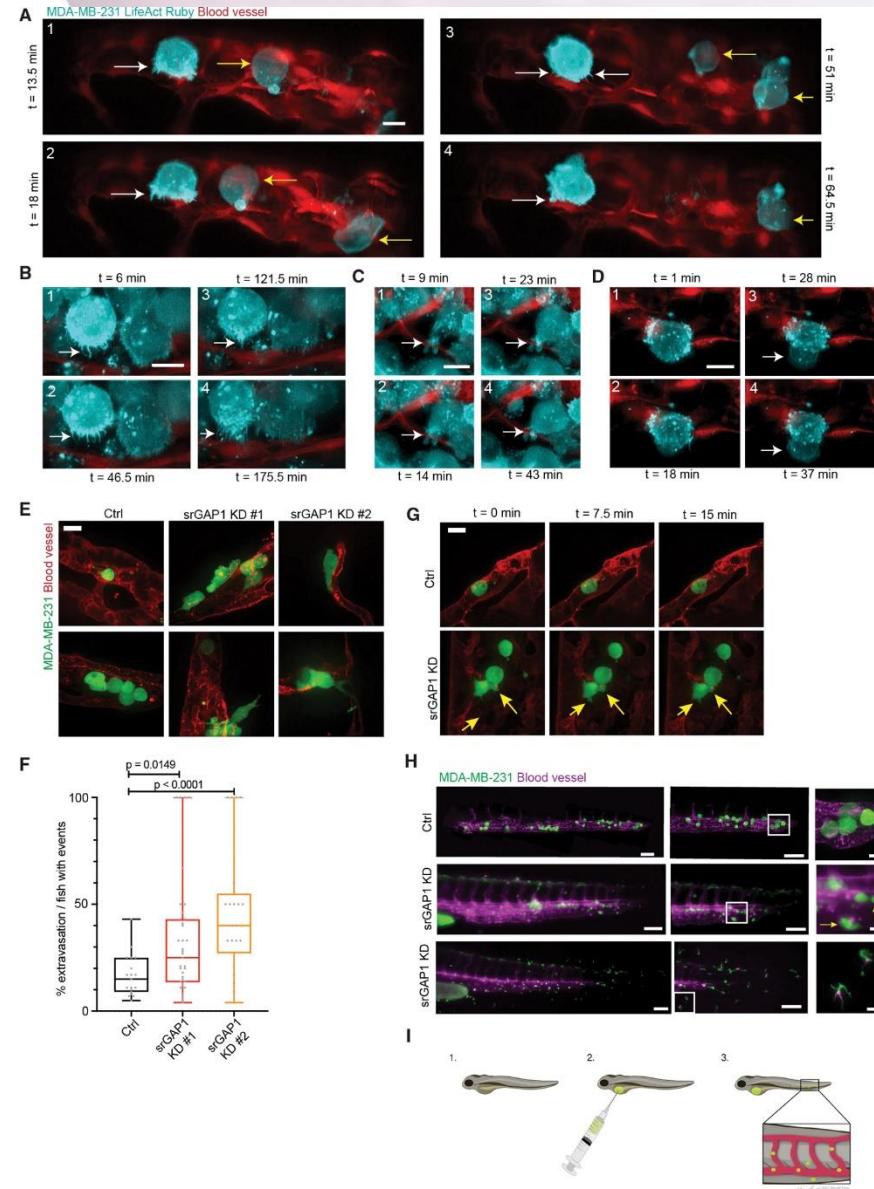 A
MDA-MB-231 LifeAct Ruby Blood vessel
1
t = 13.5 min
3
t = 51 min
2
t = 18 min
4
t = 64.5 min
B
t = 6 min
t = 121.5 min
1
3
2
4
t = 46.5 min
t = 175.5 min
C
t = 9 min
t = 23 min
1
3
2
4
t = 14 min
t = 43 min
D
t = 1 min
t = 28 min
1
3
2
4
t = 18 min
t = 37 min
E
Ctrl
srGAP1 KD #1
srGAP1 KD #2
MDA-MB-231 Blood vessel
G
t = 0 min
t = 7.5 min
t = 15 min
Ctrl
srGAP1 KD
F
p = 0.0149
p < 0.0001
% extravasation / fish with events
100
50
0
Ctrl
srGAP1
KD #1
srGAP1
KD #2
H
MDA-MB-231 Blood vessel
Ctrl
srGAP1 KD
srGAP1 KD
I
1.
2.
3.